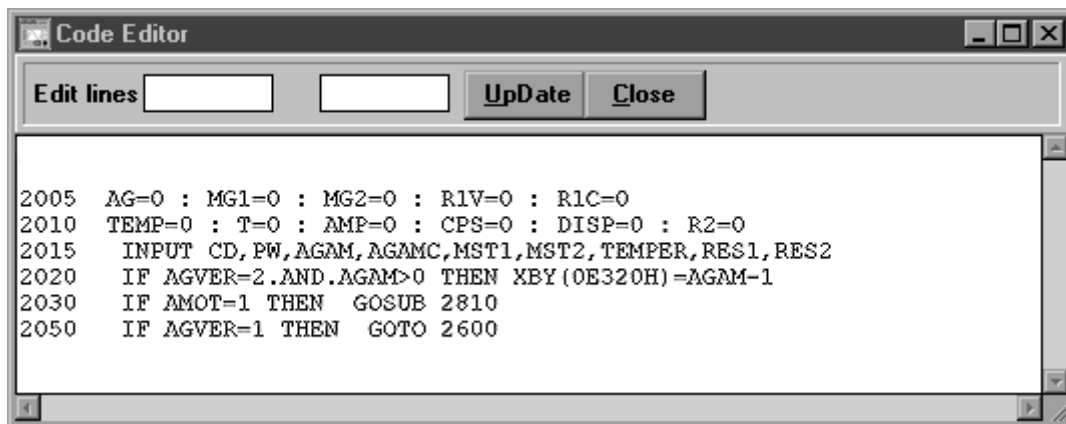 Code Editor
Edit lines UpDate Close
2005 AG=0 : MG1=0 : MG2=0 : R1V=0 : R1C=0
2010 TEMP=0 : T=0 : AMP=0 : CPS=0 : DISP=0 : R2=0
2015 INPUT CD,PW,AGAM,AGAMC,MST1,MST2,TEMPER,RES1,RES2
2020 IF AGVER=2.AND.AGAM>0 THEN XBY(0E320H)=AGAM-1
2030 IF AMOT=1 THEN GOSUB 2810
2050 IF AGVER=1 THEN GOTO 2600